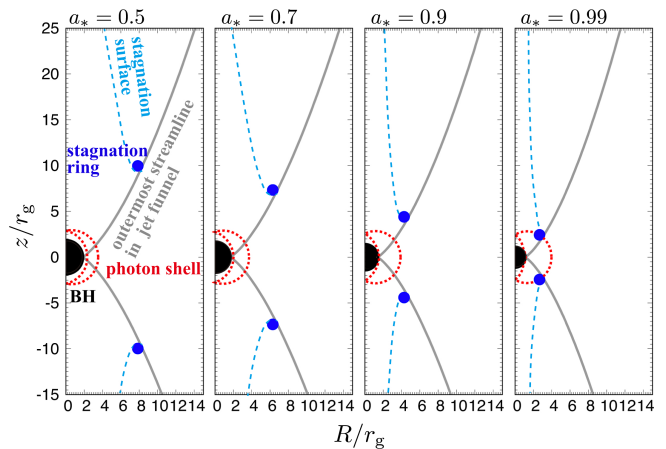 a* = 0.5
a* = 0.7
a* = 0.9
a* = 0.99
25
20
15
10
5
0
-5
-10
-15
z/r_g
stagnation
surface
stagnation
ring
outermost streamline
in jet funnel
photon shell
BH
0 2 4 6 8 10 12 14
0 2 4 6 8 10 12 14
0 2 4 6 8 10 12 14
0 2 4 6 8 10 12 14
R/r_g